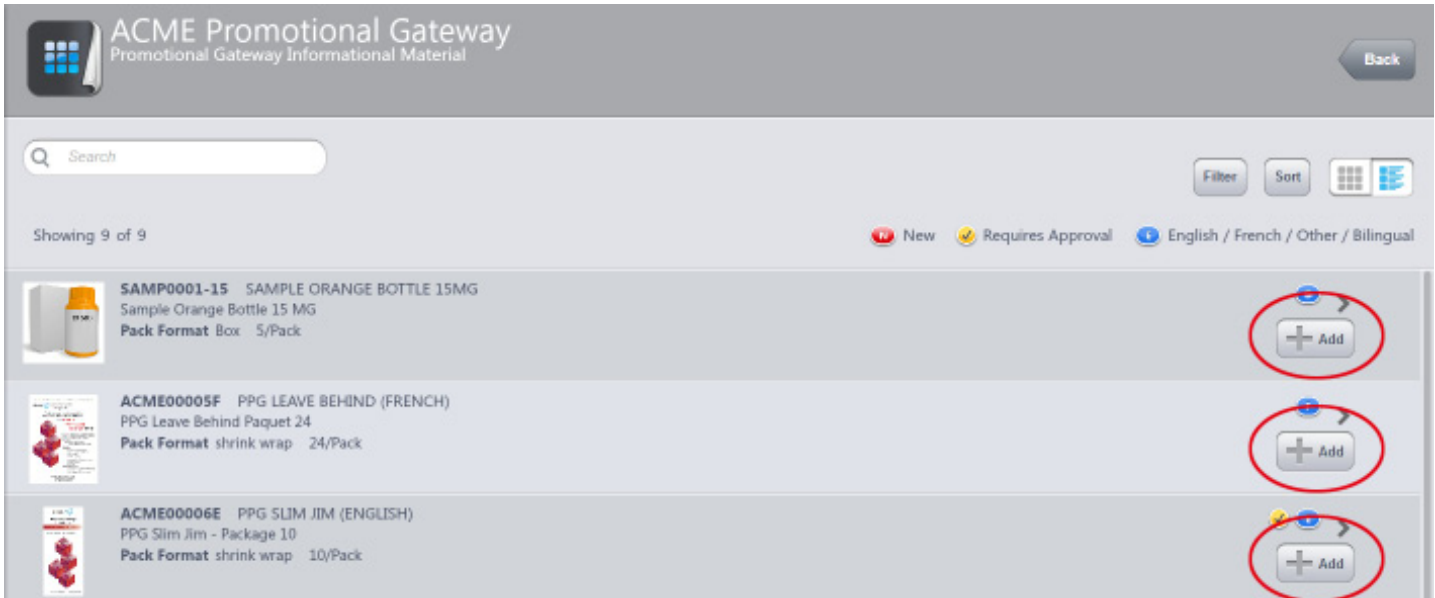 ACME Promotional Gateway
Promotional Gateway Informational Material
Back
Search
Filter
Sort
Showing 9 of 9
N New
Requires Approval
English / French / Other / Bilingual
SAMP0001-15 SAMPLE ORANGE BOTTLE 15MG
Sample Orange Bottle 15 MG
Pack Format Box 5/Pack
Add
ACME00005F PPG LEAVE BEHIND (FRENCH)
PPG Leave Behind Paquet 24
Pack Format shrink wrap 24/Pack
Add
ACME00006E PPG SLIM JIM (ENGLISH)
PPG Slim Jim - Package 10
Pack Format shrink wrap 10/Pack
Add